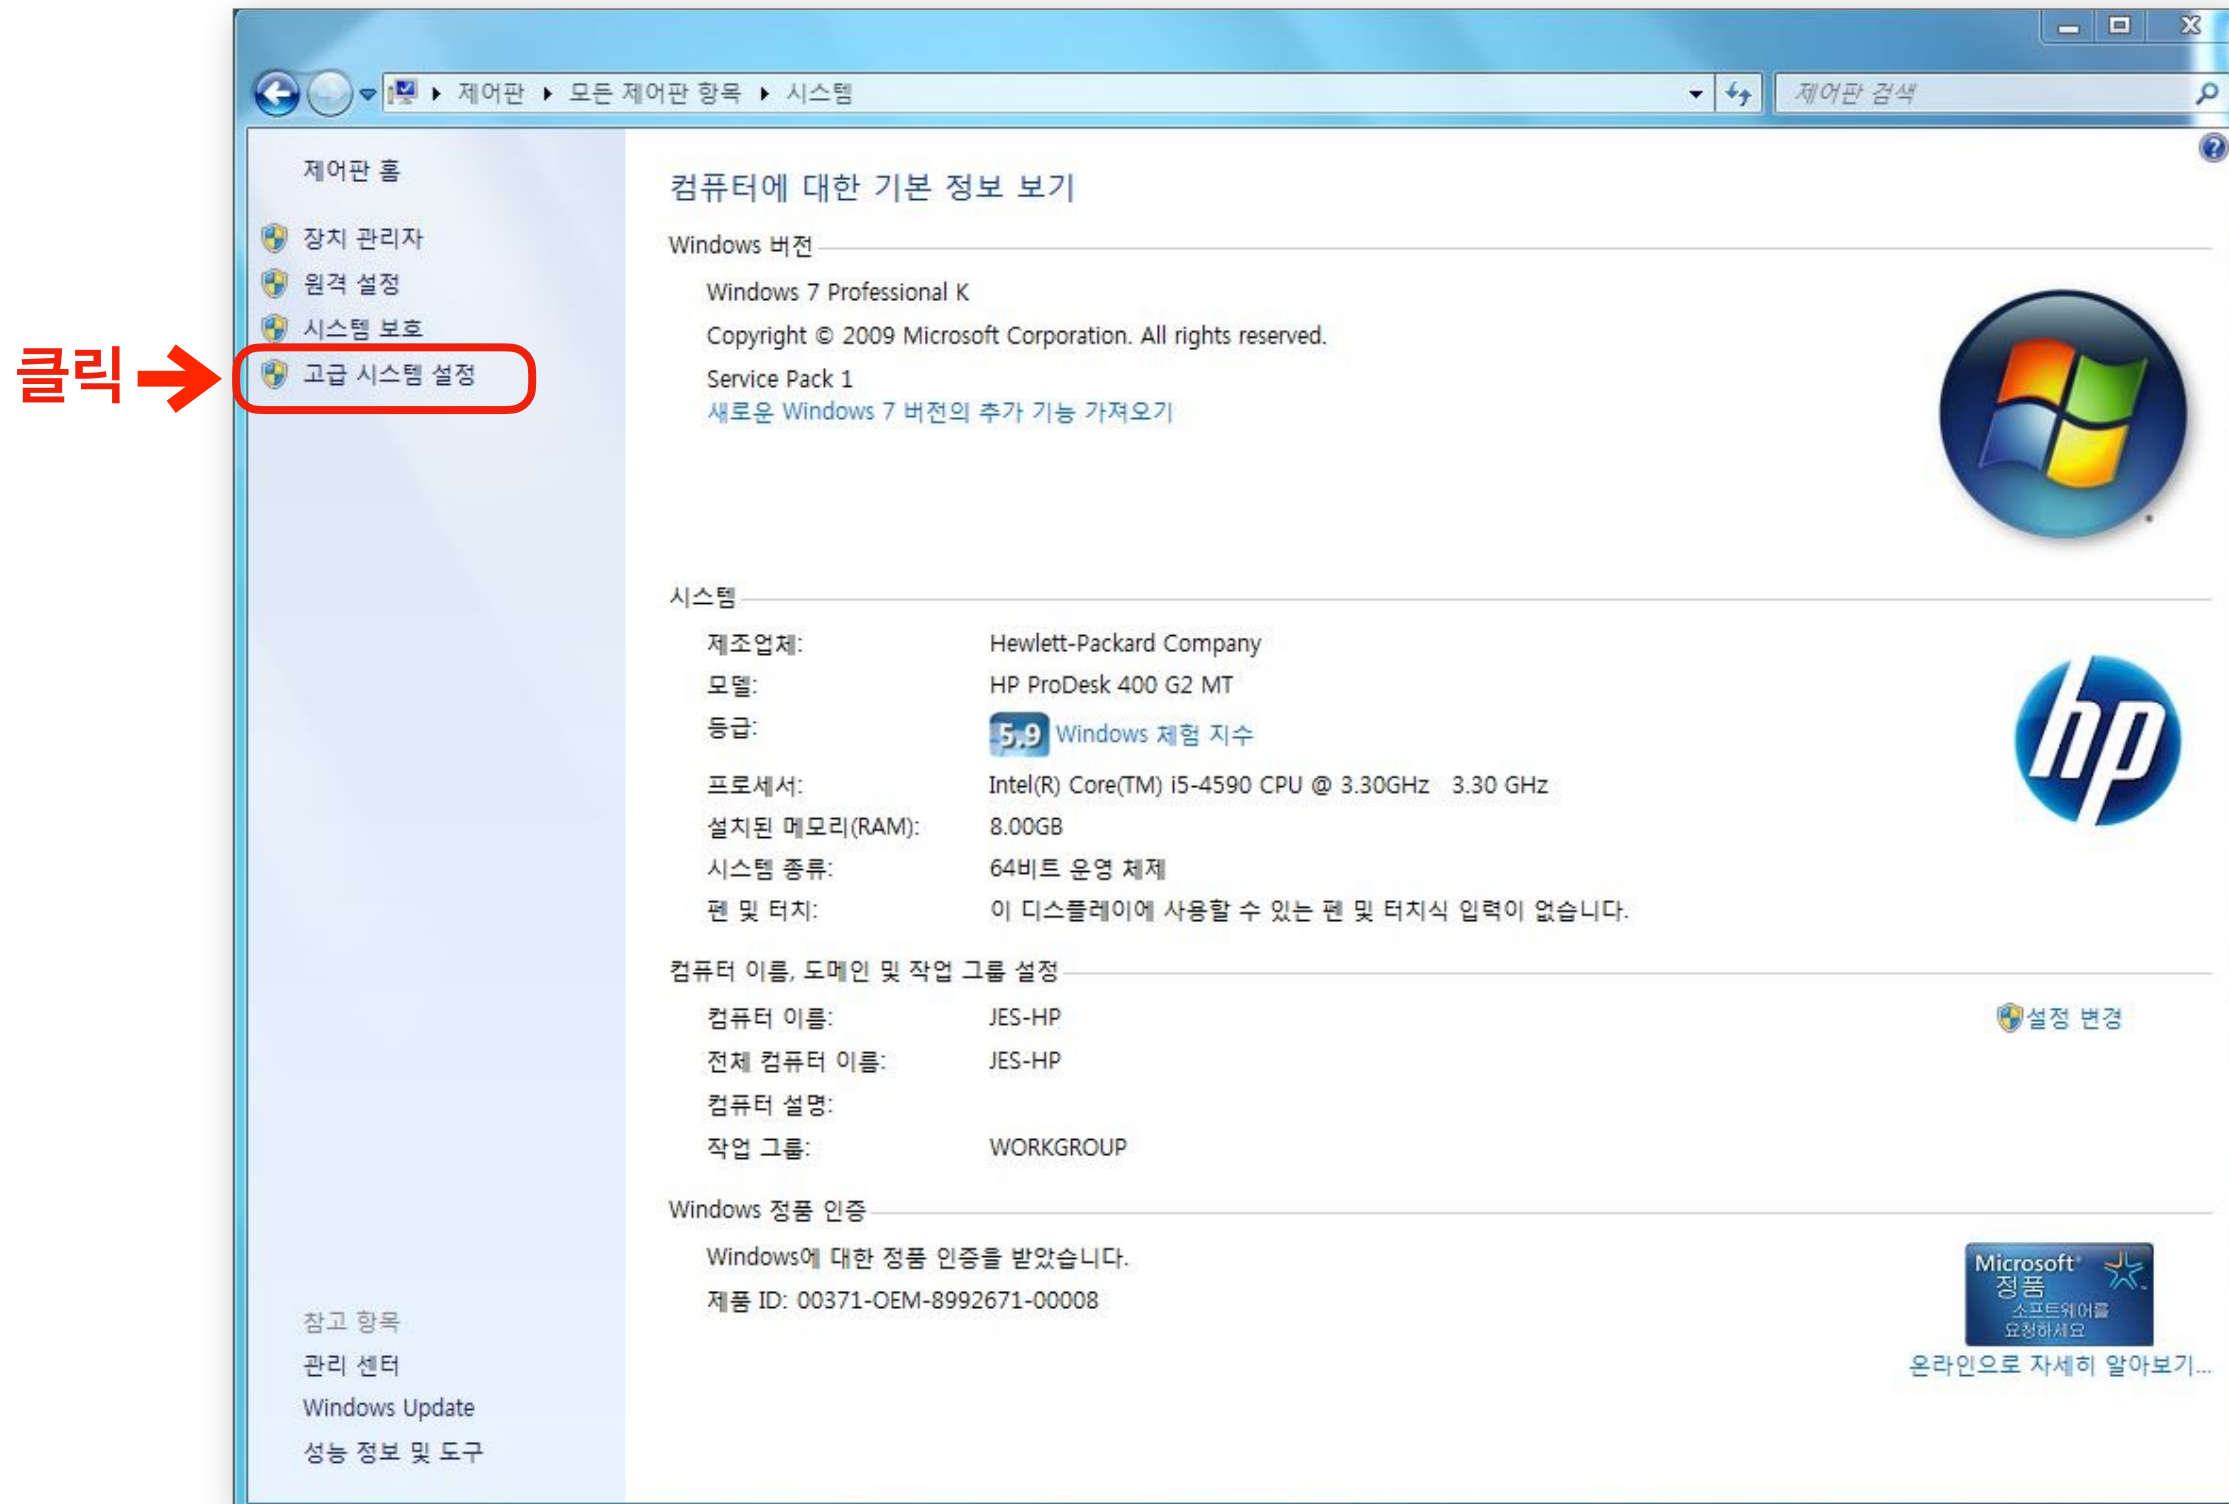 제어판 ▸ 모든 제어판 항목 ▸ 시스템
제어판 검색
제어판 홈
장치 관리자
원격 설정
시스템 보호
클릭
고급 시스템 설정
컴퓨터에 대한 기본 정보 보기
Windows 버전
Windows 7 Professional K
Copyright © 2009 Microsoft Corporation. All rights reserved.
Service Pack 1
새로운 Windows 7 버전의 추가 기능 가져오기
시스템
제조업체: Hewlett-Packard Company
모델: HP ProDesk 400 G2 MT
등급: 5.9 Windows 체험 지수
프로세서: Intel(R) Core(TM) i5-4590 CPU @ 3.30GHz 3.30 GHz
설치된 메모리(RAM): 8.00GB
시스템 종류: 64비트 운영 체제
펜 및 터치: 이 디스플레이에 사용할 수 있는 펜 및 터치식 입력이 없습니다.
hp
컴퓨터 이름, 도메인 및 작업 그룹 설정
컴퓨터 이름: JES-HP
설정 변경
전체 컴퓨터 이름: JES-HP
컴퓨터 설명:
작업 그룹: WORKGROUP
Windows 정품 인증
Windows에 대한 정품 인증을 받았습니다.
제품 ID: 00371-OEM-8992671-00008
Microsoft
정품
소프트웨어를
요청하세요
온라인으로 자세히 알아보기...
참고 항목
관리 센터
Windows Update
성능 정보 및 도구